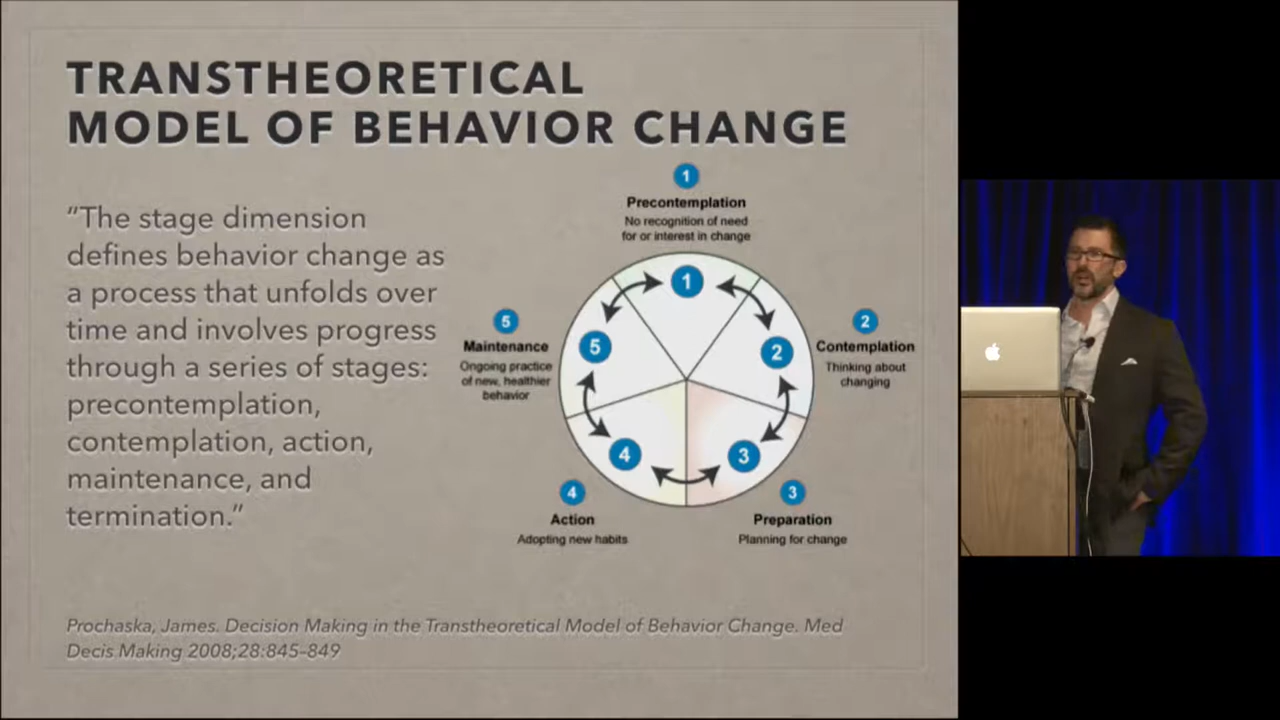 TRANSTHEORETICAL
MODEL OF BEHAVIOR CHANGE
“The stage dimension
defines behavior change as
a process that unfolds over
time and involves progress
through a series of stages:
precontemplation,
contemplation, action,
maintenance, and
termination.”
1
Precontemplation
No recognition of need
for or interest in change
1
2
Contemplation
Thinking about
changing
2
3
3
Preparation
Planning for change
4
4
Action
Adopting new habits
5
5
Maintenance
Ongoing practice
of new, healthier
behavior
Prochaska, James. Decision Making in the Transtheoretical Model of Behavior Change. Med
Decis Making 2008;28:845–849